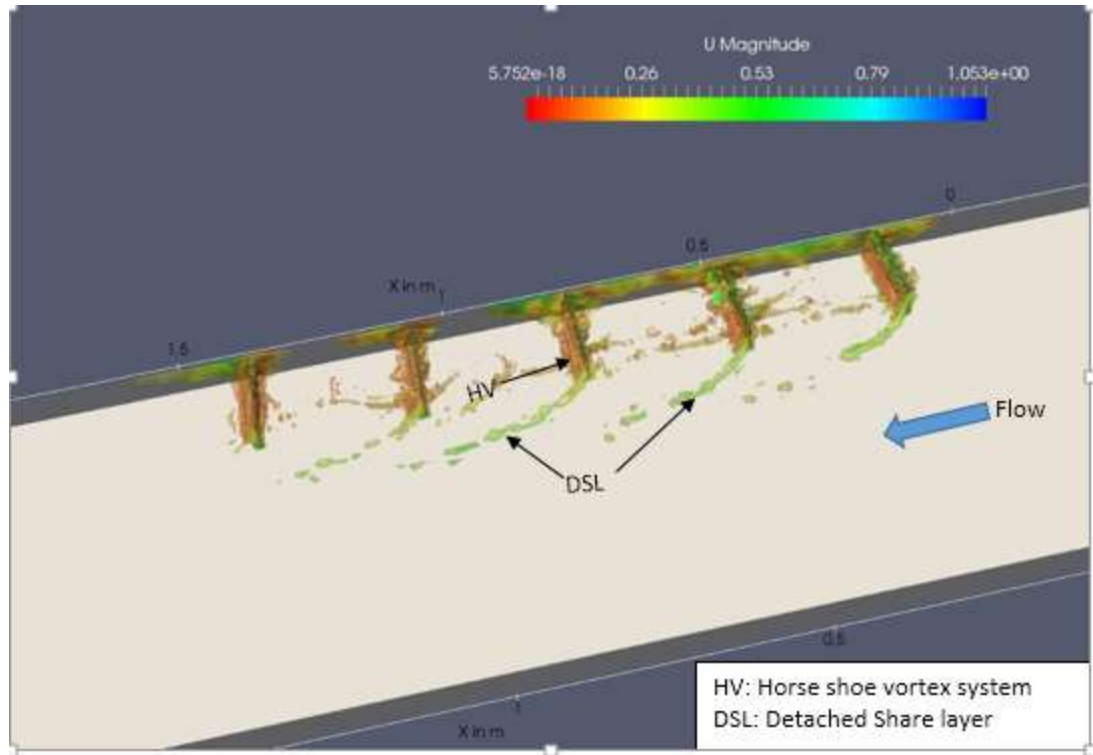 U Magnitude
5.752e-18 0.26 0.53 0.79 1.053e+00
0
0.5
X in m 1
1.5
HV
Flow
DSL
0.5
1
X in m
HV: Horse shoe vortex system
DSL: Detached Share layer